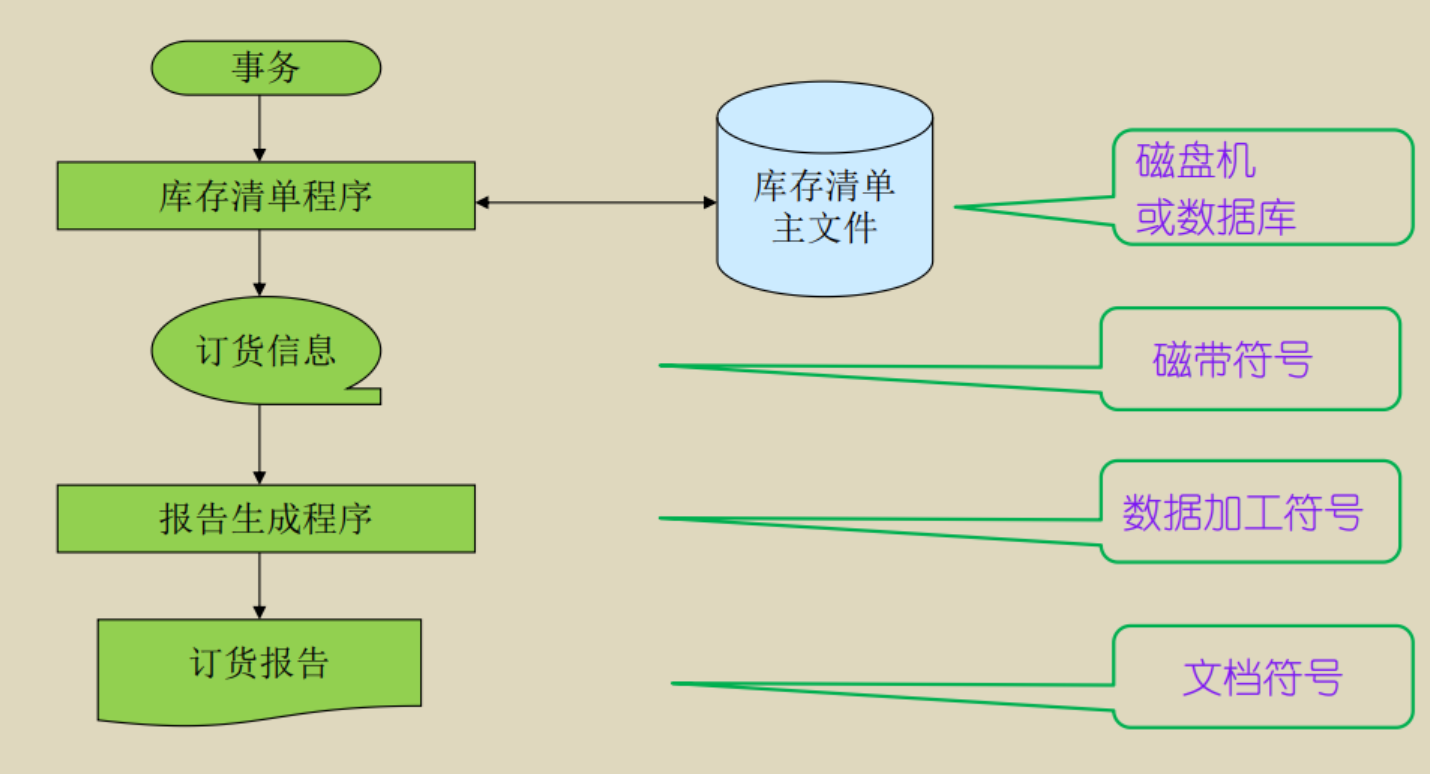 事务
库存清单程序
库存清单
主文件
磁盘机
或数据库
订货信息
磁带符号
报告生成程序
数据加工符号
订货报告
文档符号